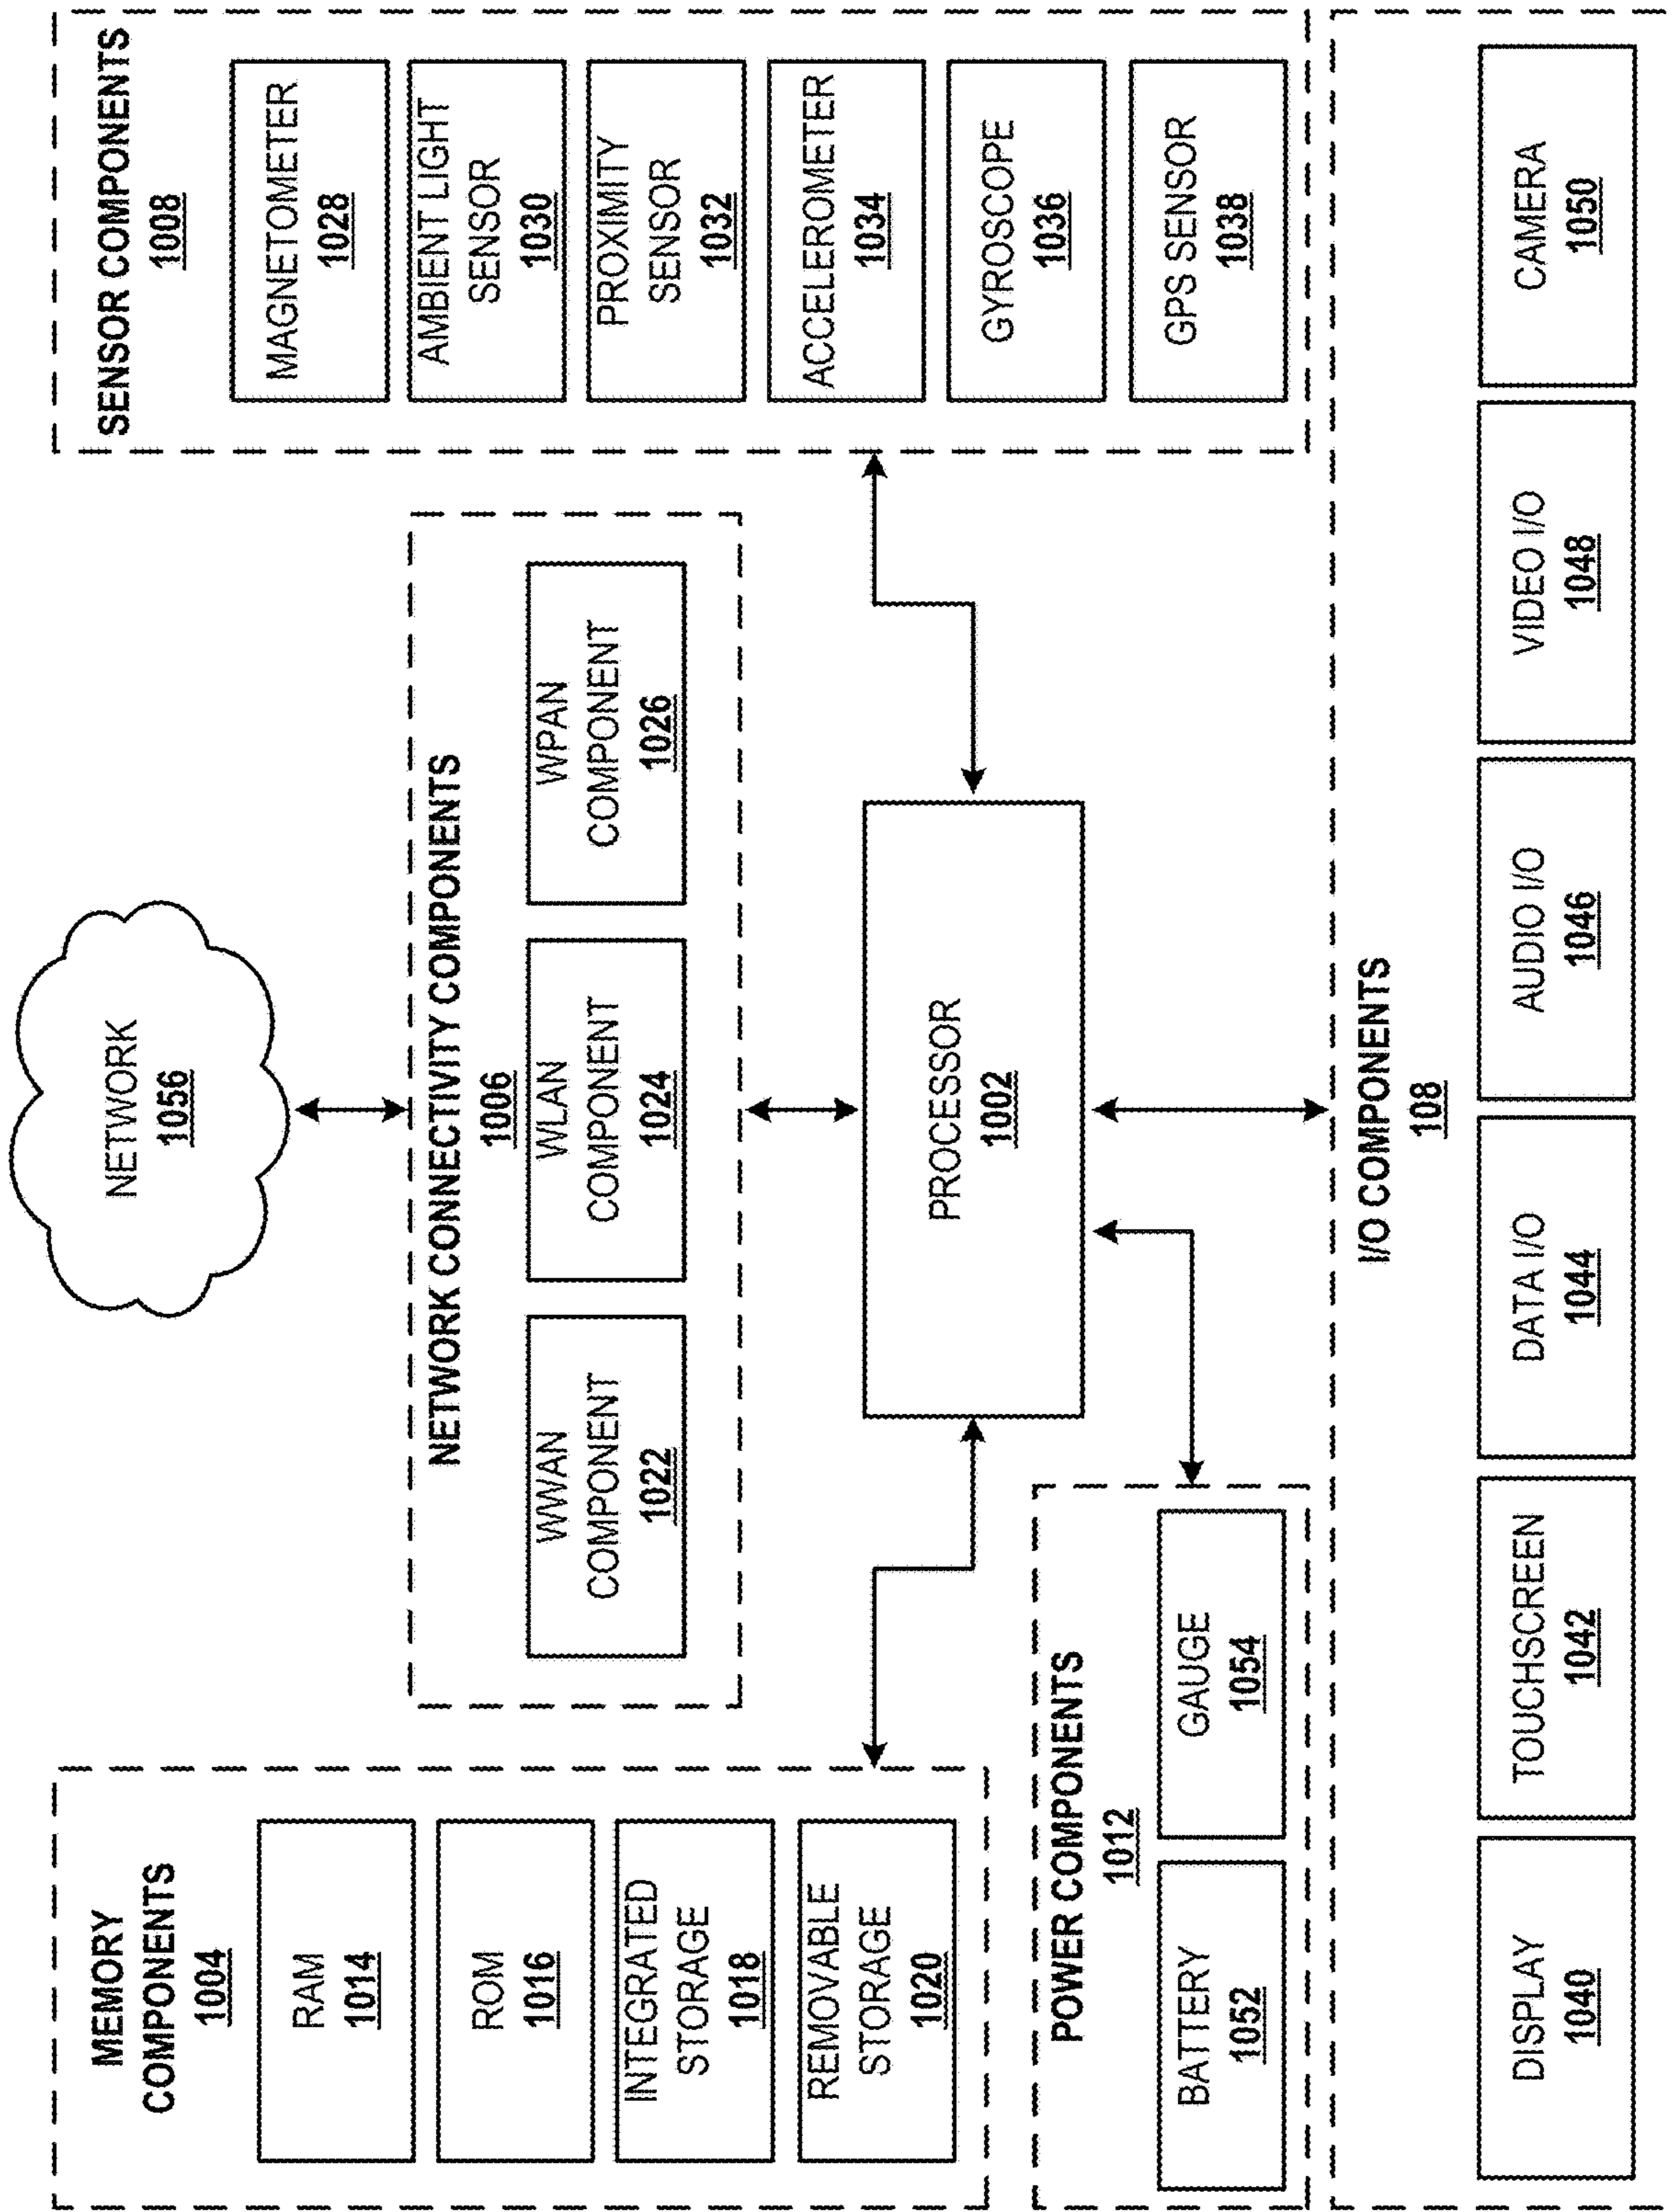 NETWORK
1056
MEMORY
COMPONENTS
1004
RAM
1014
ROM
1016
INTEGRATED
STORAGE
1018
REMOVABLE
STORAGE
1020
NETWORK CONNECTIVITY COMPONENTS
1006
WWAN
COMPONENT
1022
WLAN
COMPONENT
1024
WPAN
COMPONENT
1026
SENSOR COMPONENTS
1008
MAGNETOMETER
1028
AMBIENT LIGHT
SENSOR
1030
PROXIMITY
SENSOR
1032
ACCELEROMETER
1034
GYROSCOPE
1036
GPS SENSOR
1038
PROCESSOR
1002
POWER COMPONENTS
1012
BATTERY
1052
GAUGE
1054
I/O COMPONENTS
108
DISPLAY
1040
TOUCHSCREEN
1042
DATA I/O
1044
AUDIO I/O
1046
VIDEO I/O
1048
CAMERA
1050